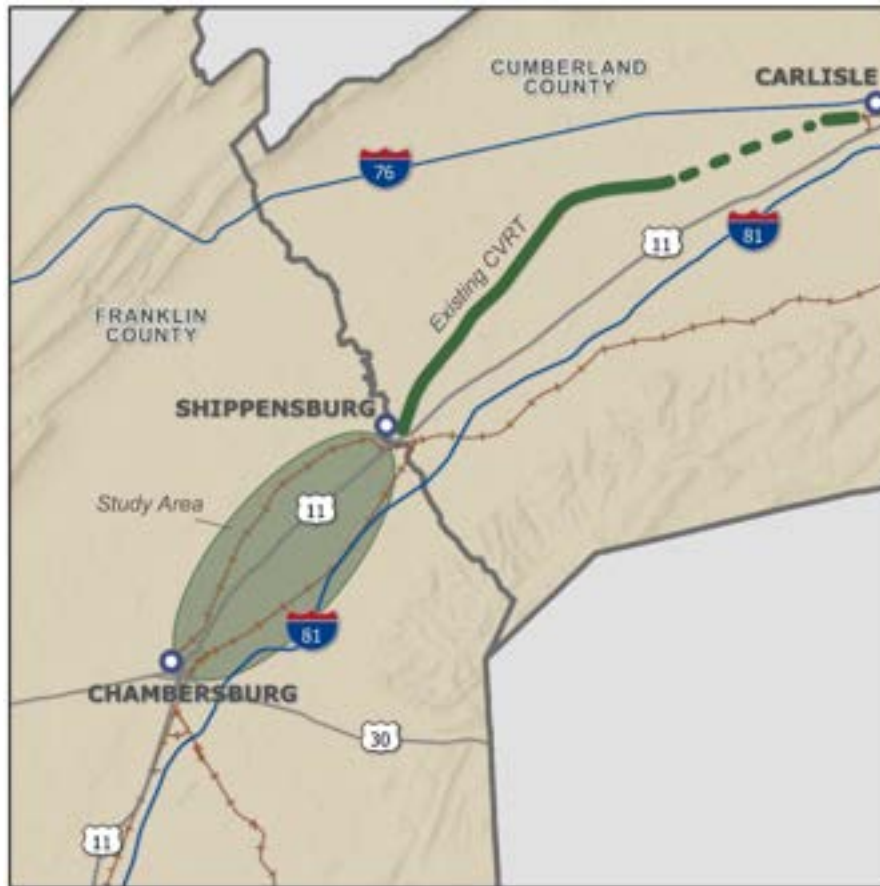 CUMBERLAND
COUNTY
CARLISLE
76
11
81
Existing CVRT
FRANKLIN
COUNTY
SHIPPENSBURG
Study Area
11
81
CHAMBERSBURG
30
11